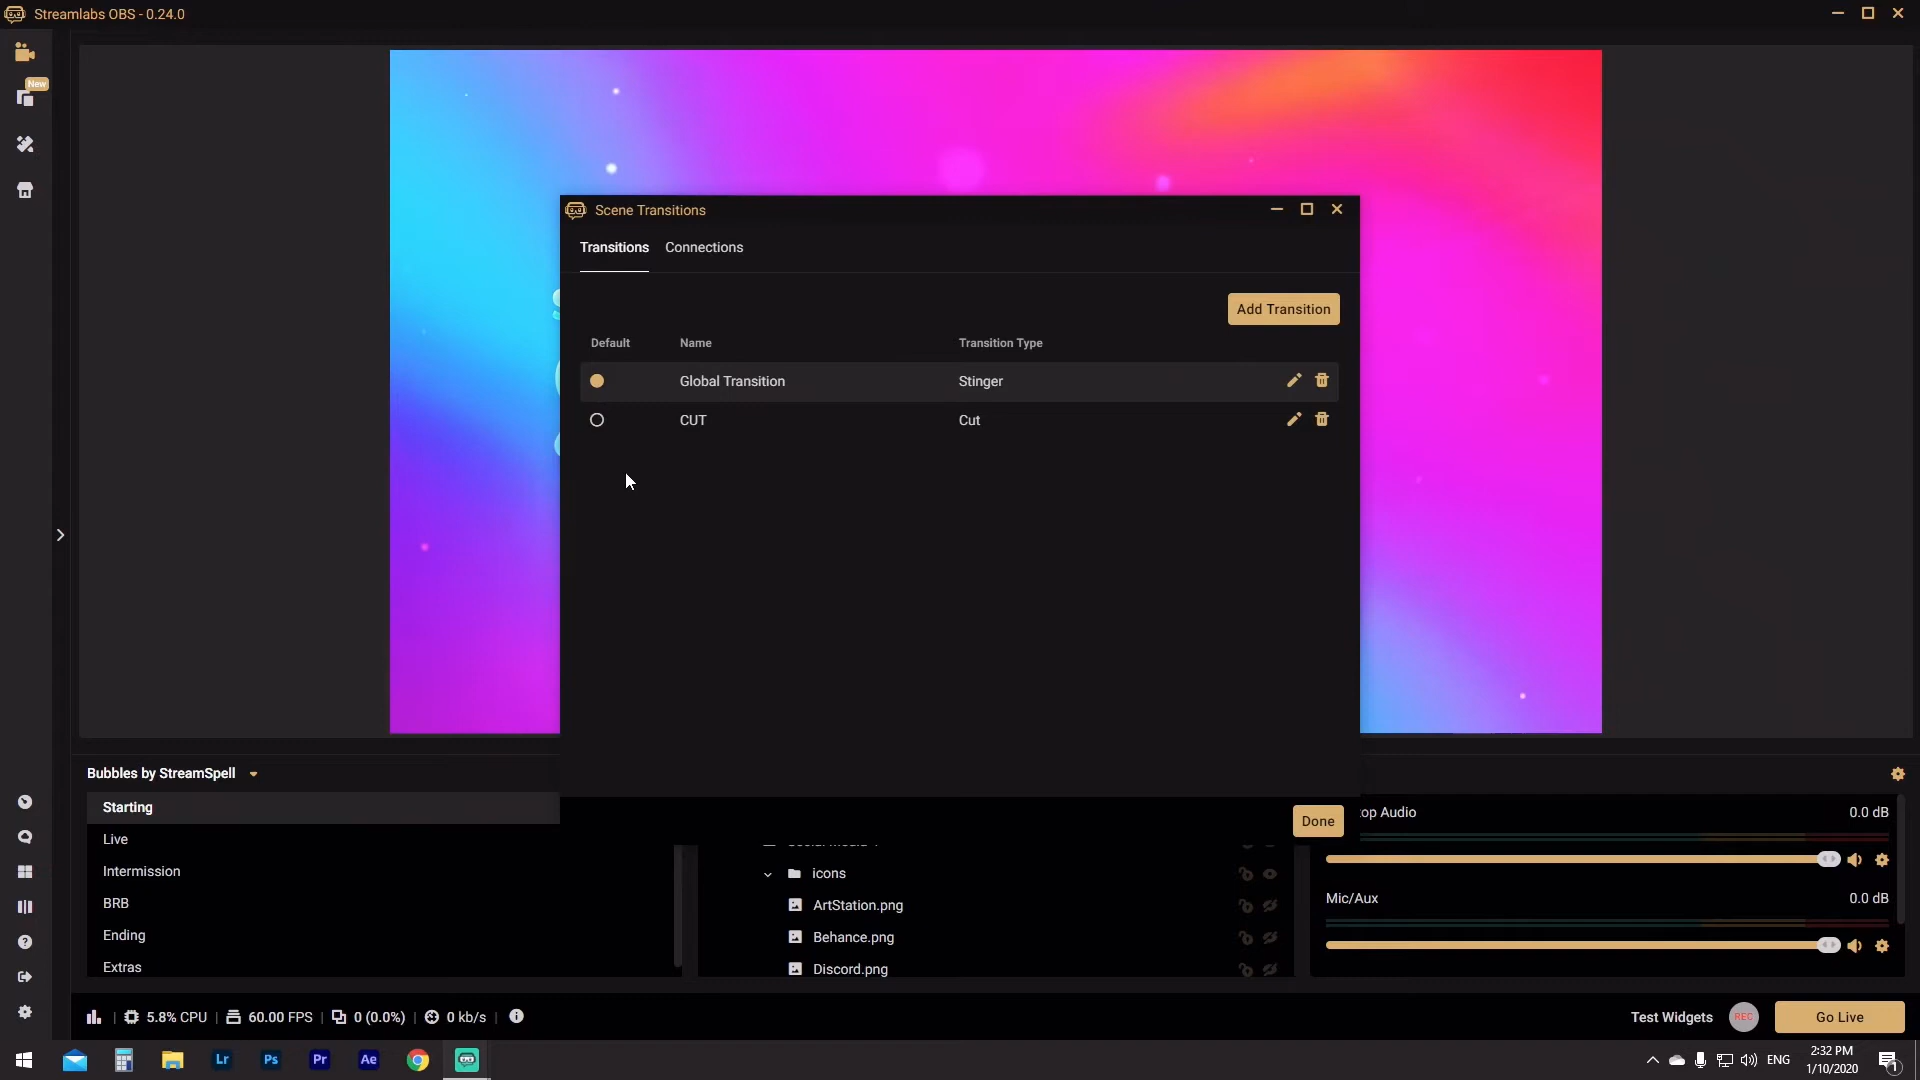 Streamlabs OBS - 0.24.0
New
Scene Transitions
Transitions Connections
Add Transition
Default Name Transition Type
Global Transition Stinger
CUT Cut
Done
Bubbles by StreamSpell
Starting
Live
Intermission
BRB
Ending
Extras
icons
ArtStation.png
Behance.png
Discord.png
op Audio 0.0 dB
Mic/Aux 0.0 dB
5.8% CPU 60.00 FPS 0 (0.0%) 0 kb/s
Test Widgets REC Go Live
Lr Ps Pr Ae
ENG 2:32 PM
1/10/2020
1